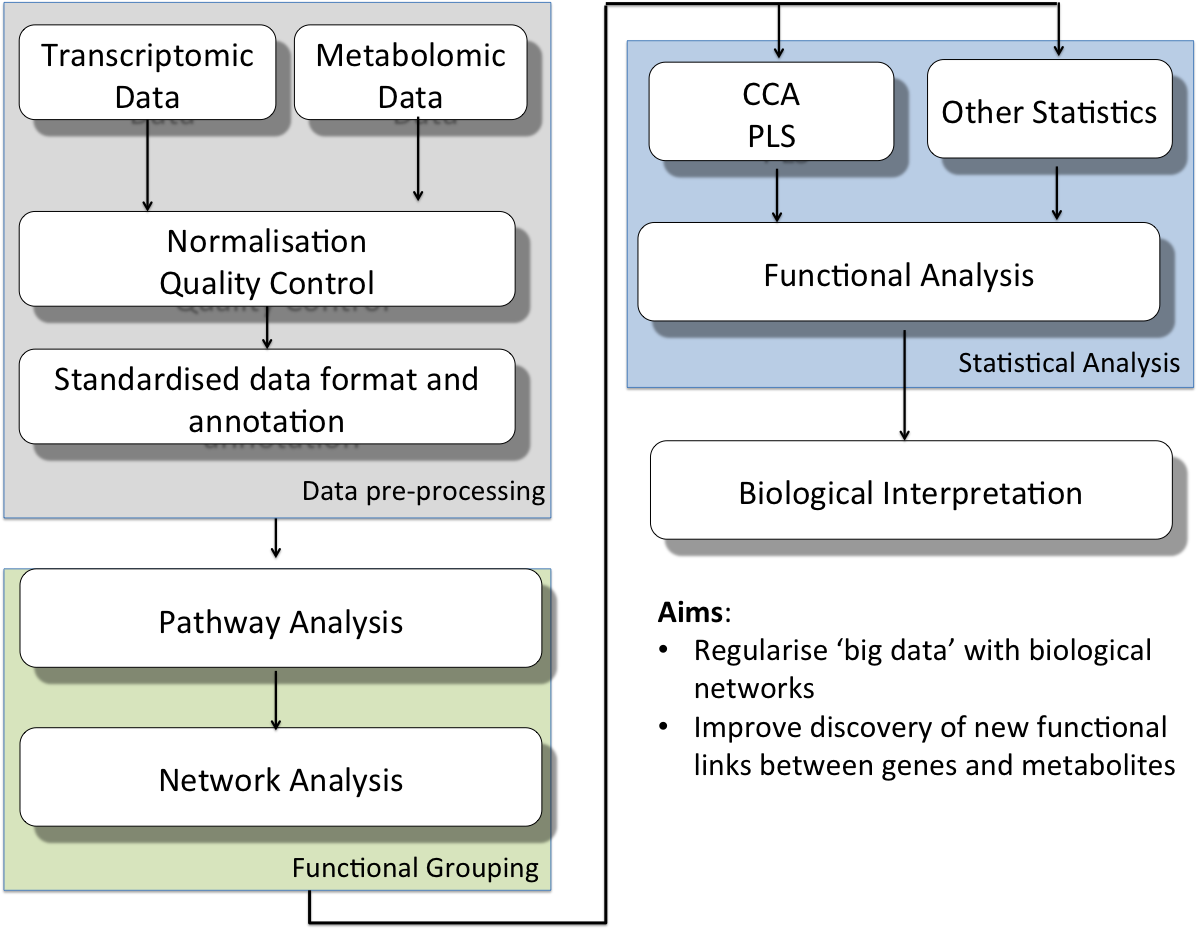 Transcriptomic
Data
Metabolomic
Data
Normalisation
Quality Control
Standardised data format and
annotation
Data pre-processing
Pathway Analysis
Network Analysis
Functional Grouping
CCA
PLS
Other Statistics
Functional Analysis
Statistical Analysis
Biological Interpretation
Aims:
• Regularise ‘big data’ with biological
networks
• Improve discovery of new functional
links between genes and metabolites